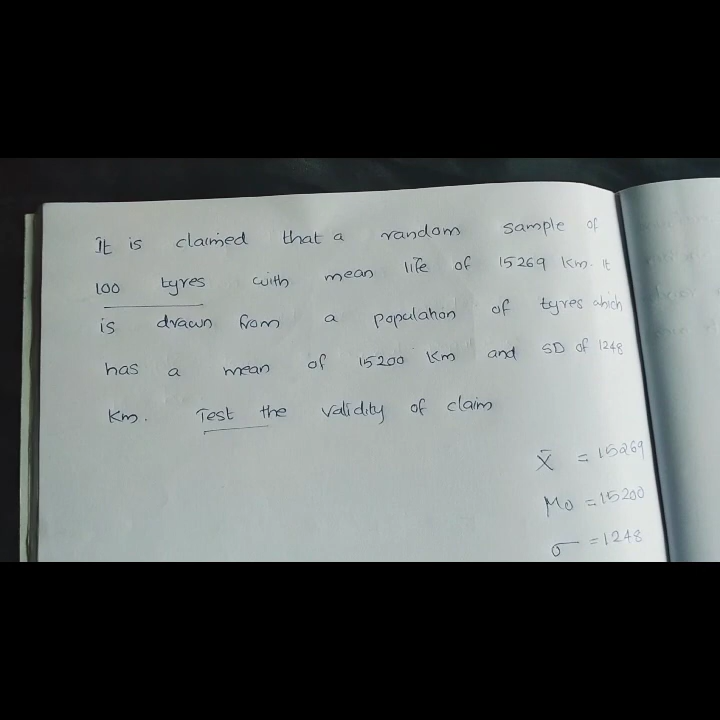 It is claimed that a random sample of
100 tyres with mean life of 15269 Km. It
is drawn from a population of tyres which
has a mean of 15200 Km and SD of 1248
Km. Test the validity of claim
X̄ = 15269
μ0 = 15200
σ = 1248